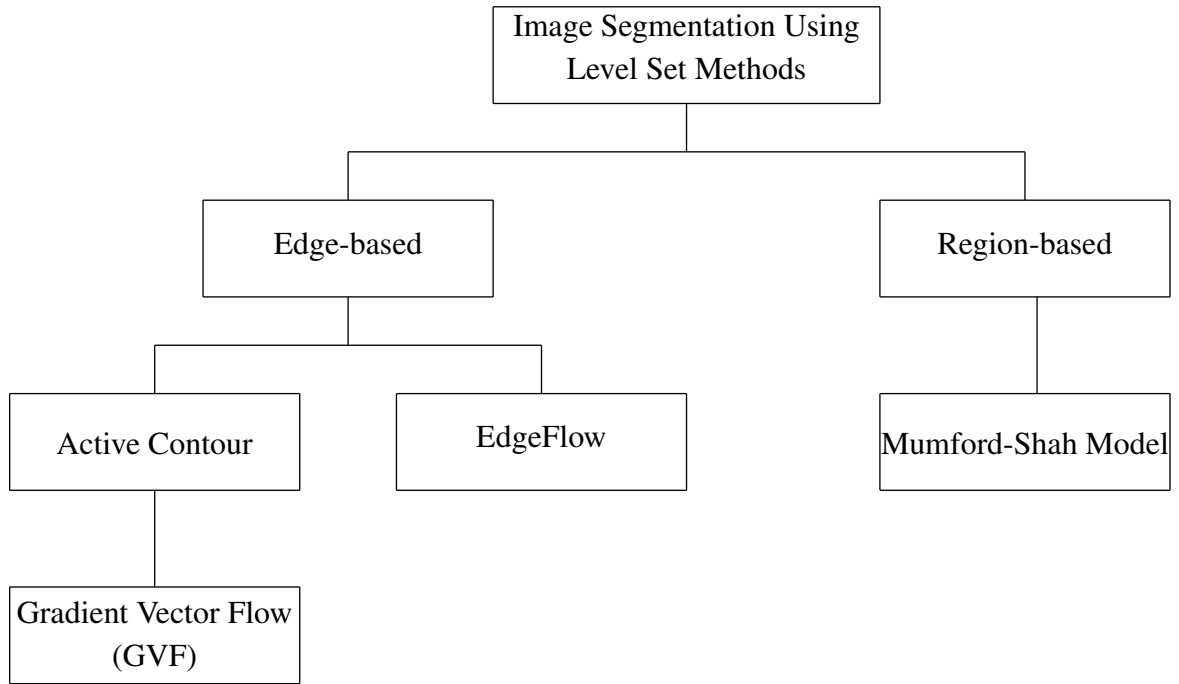 Image Segmentation Using
Level Set Methods
Edge-based
Region-based
Active Contour
EdgeFlow
Mumford-Shah Model
Gradient Vector Flow
(GVF)